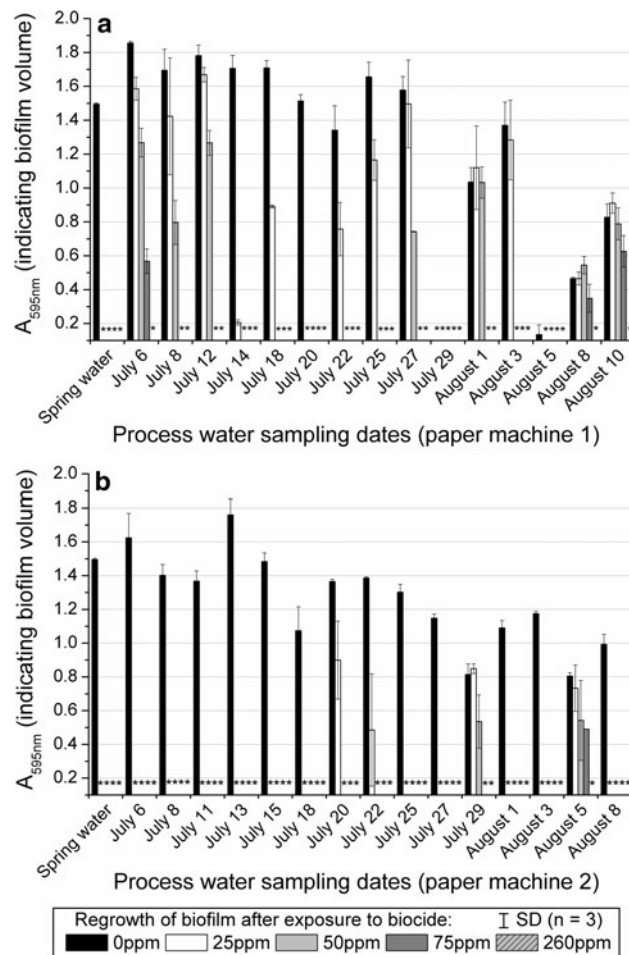 a
2.0
1.8
1.6
1.4
1.2
1.0
0.8
0.6
0.4
0.2
A595nm (indicating biofilm volume)
**** * ** ** *** *** **** *** *** ** ***** ** *** **** * *
Spring water July 6 July 8 July 12 July 14 July 18 July 20 July 22 July 25 July 27 July 29 August 1 August 3 August 5 August 8 August 10
Process water sampling dates (paper machine 1)
b
2.0
1.8
1.6
1.4
1.2
1.0
0.8
0.6
0.4
0.2
A595nm (indicating biofilm volume)
**** **** **** **** **** **** **** *** *** **** **** ** **** **** * ****
Spring water July 6 July 8 July 11 July 13 July 15 July 18 July 20 July 22 July 25 July 27 July 29 August 1 August 3 August 5 August 8
Process water sampling dates (paper machine 2)
Regrowth of biofilm after exposure to biocide: SD (n = 3)
0ppm 25ppm 50ppm 75ppm 260ppm